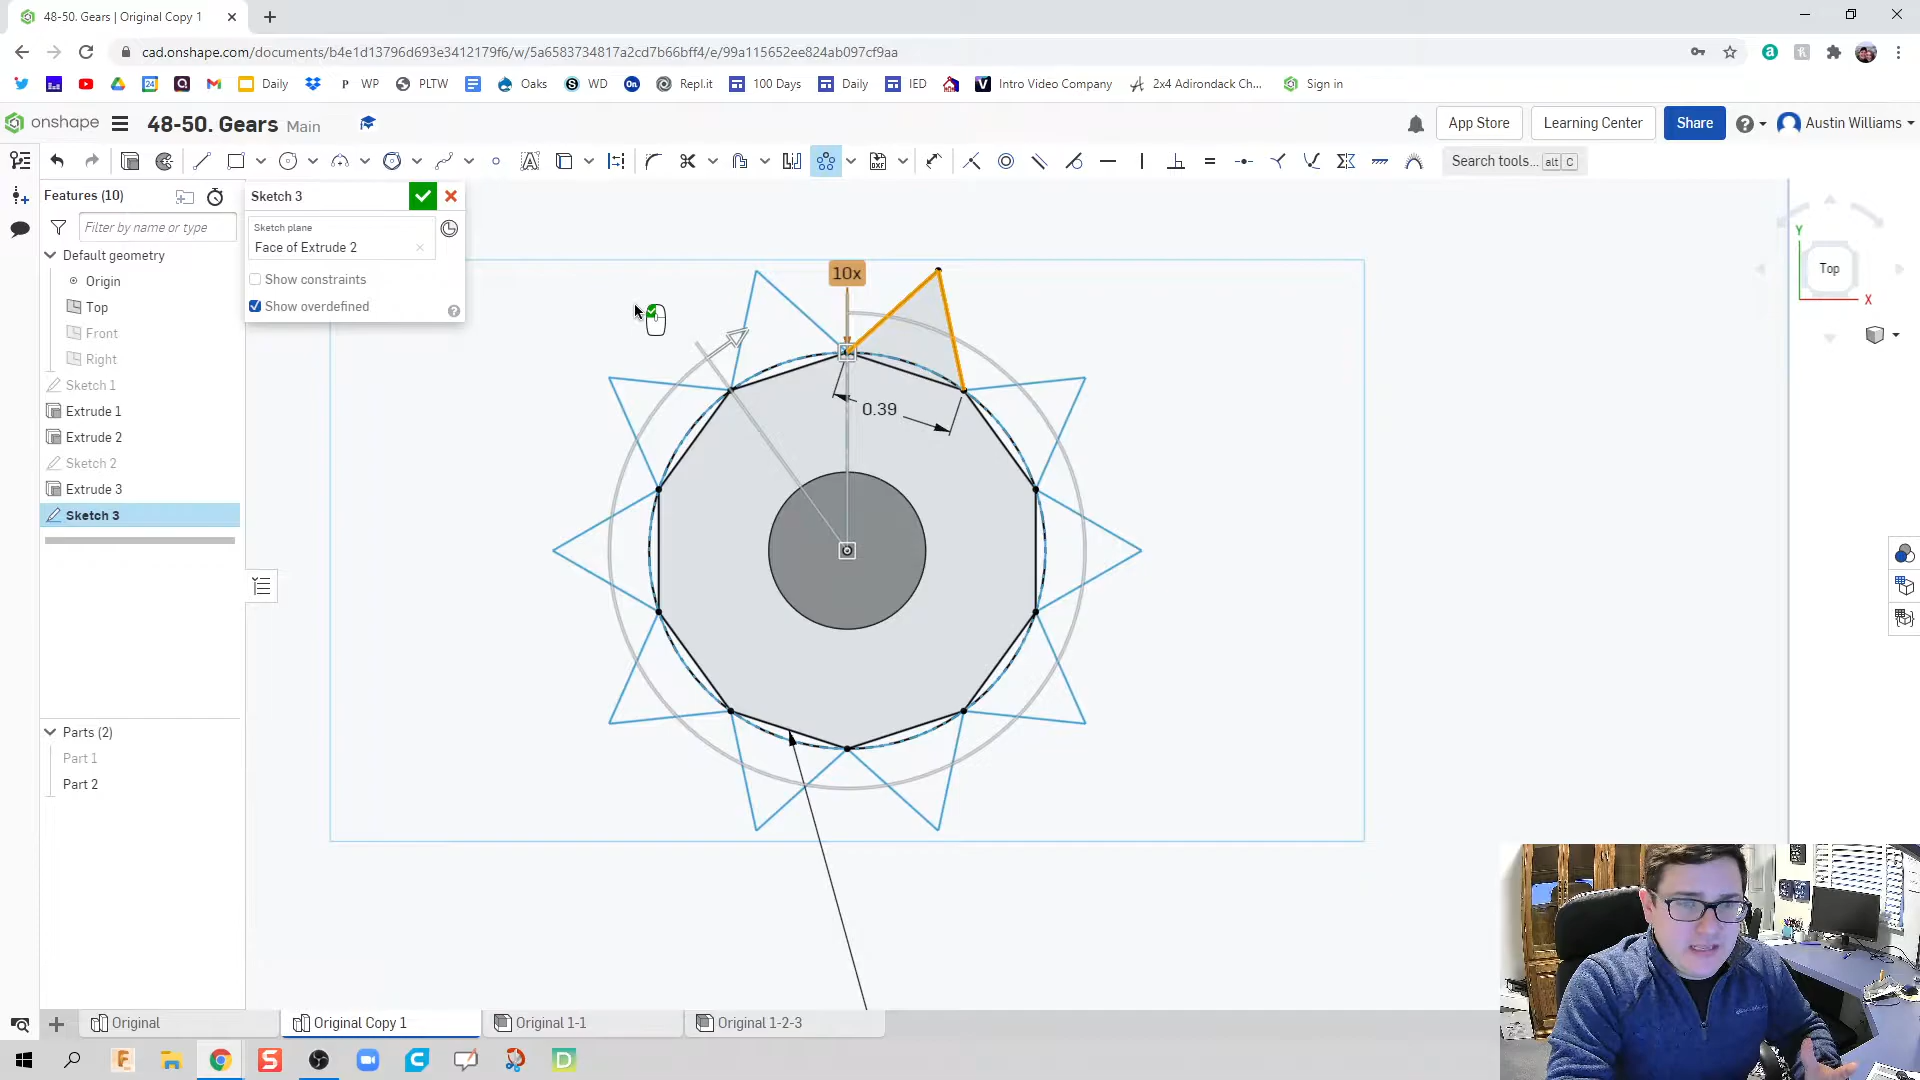 48-50. Gears | Original Copy 1
cad.onshape.com/documents/b4e1d13796d693e3412179f6/w/5a6583734817a2cd7b66bff4/e/99a115652ee824ab097cf9aa
Daily WP PLTW Oaks WD Repl.it 100 Days Daily IED Intro Video Company 2x4 Adirondack Ch... Sign in
onshape 48-50. Gears Main App Store Learning Center Share Austin Williams
Search tools... alt C
Features (10)
Sketch 3
Filter by name or type
Sketch plane
Face of Extrude 2
Default geometry
Show constraints
Origin
Show overdefined
Top
Front
Right
Sketch 1
Extrude 1
Extrude 2
Sketch 2
Extrude 3
Sketch 3
10x
0.39
Y
Top
X
Parts (2)
Part 1
Part 2
Original
Original Copy 1
Original 1-1
Original 1-2-3